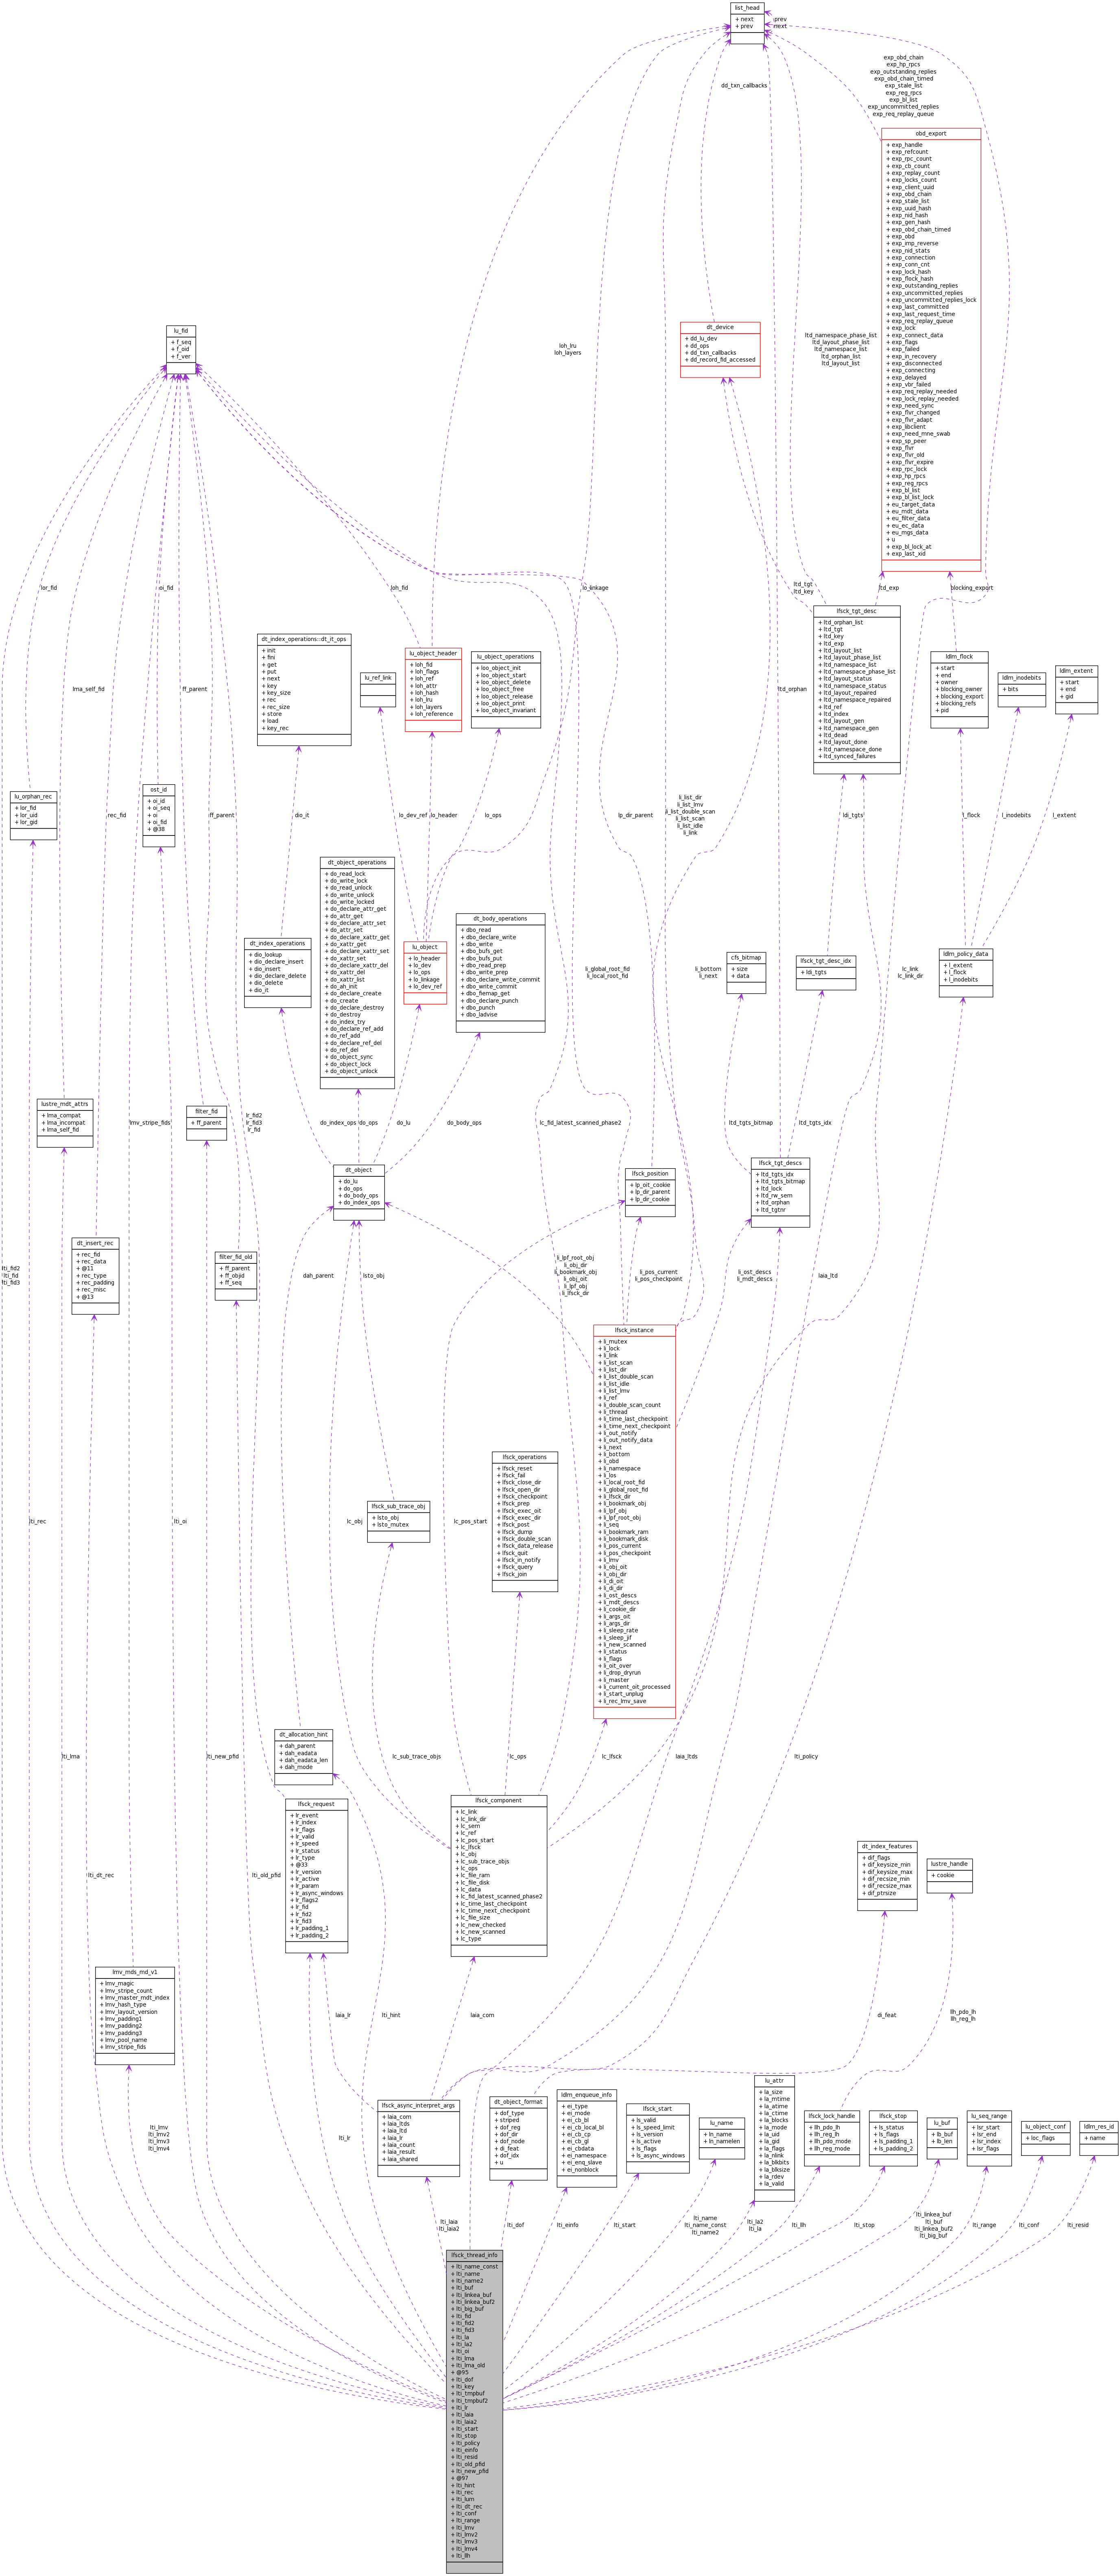 list_head
+ next
+ prev
prev
next
exp_obd_chain
exp_hp_rpcs
exp_outstanding_replies
exp_obd_chain_timed
exp_stale_list
exp_reg_rpcs
exp_bl_list
exp_uncommitted_replies
exp_req_replay_queue
dd_txn_callbacks
obd_export
+ exp_handle
+ exp_refcount
+ exp_rpc_count
+ exp_cb_count
+ exp_replay_count
+ exp_locks_count
+ exp_client_uuid
+ exp_obd_chain
+ exp_stale_list
+ exp_uuid_hash
+ exp_nid_hash
+ exp_gen_hash
+ exp_obd_chain_timed
+ exp_obd
+ exp_imp_reverse
+ exp_nid_stats
+ exp_connection
+ exp_conn_cnt
+ exp_lock_hash
+ exp_flock_hash
+ exp_outstanding_replies
+ exp_uncommitted_replies
+ exp_uncommitted_replies_lock
+ exp_last_committed
+ exp_last_request_time
+ exp_req_replay_queue
+ exp_lock
+ exp_connect_data
+ exp_flags
+ exp_failed
+ exp_in_recovery
+ exp_disconnected
+ exp_connecting
+ exp_delayed
+ exp_vbr_failed
+ exp_req_replay_needed
+ exp_lock_replay_needed
+ exp_need_sync
+ exp_flvr_changed
+ exp_flvr_adapt
+ exp_libclient
+ exp_need_mne_swab
+ exp_sp_peer
+ exp_flvr
+ exp_flvr_old
+ exp_flvr_expire
+ exp_rpc_lock
+ exp_hp_rpcs
+ exp_reg_rpcs
+ exp_bl_list
+ exp_bl_list_lock
+ eu_target_data
+ eu_mdt_data
+ eu_filter_data
+ eu_ec_data
+ eu_mgs_data
+ u
+ exp_bl_lock_at
+ exp_last_xid
lu_fid
+ f_seq
+ f_oid
+ f_ver
dt_device
+ dd_lu_dev
+ dd_ops
+ dd_txn_callbacks
+ dd_record_fid_accessed
loh_lru
loh_layers
ltd_namespace_phase_list
ltd_layout_phase_list
ltd_namespace_list
ltd_orphan_list
ltd_layout_list
lor_fid
oi_fid
loh_fid
lo_linkage
ltd_tgt
ltd_key
ltd_exp
blocking_export
lma_self_fid
ff_parent
ltd_orphan
dt_index_operations::dt_it_ops
+ init
+ fini
+ get
+ put
+ next
+ key
+ key_size
+ rec
+ rec_size
+ store
+ load
+ key_rec
lu_ref_link
lu_object_header
+ loh_fid
+ loh_flags
+ loh_ref
+ loh_attr
+ loh_hash
+ loh_lru
+ loh_layers
+ loh_reference
lu_object_operations
+ loo_object_init
+ loo_object_start
+ loo_object_delete
+ loo_object_free
+ loo_object_release
+ loo_object_print
+ loo_object_invariant
lfsck_tgt_desc
+ ltd_orphan_list
+ ltd_tgt
+ ltd_key
+ ltd_exp
+ ltd_layout_list
+ ltd_layout_phase_list
+ ltd_namespace_list
+ ltd_namespace_phase_list
+ ltd_layout_status
+ ltd_namespace_status
+ ltd_layout_repaired
+ ltd_namespace_repaired
+ ltd_ref
+ ltd_index
+ ltd_layout_gen
+ ltd_namespace_gen
+ ltd_dead
+ ltd_layout_done
+ ltd_namespace_done
+ ltd_synced_failures
ldlm_flock
+ start
+ end
+ owner
+ blocking_owner
+ blocking_export
+ blocking_refs
+ pid
ldlm_inodebits
+ bits
ldlm_extent
+ start
+ end
+ gid
lu_orphan_rec
+ lor_fid
+ lor_uid
+ lor_gid
ost_id
+ oi_id
+ oi_seq
+ oi
+ oi_fid
+ @38
rec_fid
ff_parent
dio_it
lo_dev_ref
lo_header
lo_ops
lp_dir_parent
li_list_dir
li_list_lmv
li_list_double_scan
li_list_scan
li_list_idle
li_link
ldi_tgts
l_flock
l_inodebits
l_extent
dt_object_operations
+ do_read_lock
+ do_write_lock
+ do_read_unlock
+ do_write_unlock
+ do_write_locked
+ do_declare_attr_get
+ do_attr_get
+ do_declare_attr_set
+ do_attr_set
+ do_declare_xattr_get
+ do_xattr_get
+ do_declare_xattr_set
+ do_xattr_set
+ do_declare_xattr_del
+ do_xattr_del
+ do_xattr_list
+ do_ah_init
+ do_declare_create
+ do_create
+ do_declare_destroy
+ do_destroy
+ do_index_try
+ do_declare_ref_add
+ do_ref_add
+ do_declare_ref_del
+ do_ref_del
+ do_object_sync
+ do_object_lock
+ do_object_unlock
dt_index_operations
+ dio_lookup
+ dio_declare_insert
+ dio_insert
+ dio_declare_delete
+ dio_delete
+ dio_it
lu_object
+ lo_header
+ lo_dev
+ lo_ops
+ lo_linkage
+ lo_dev_ref
dt_body_operations
+ dbo_read
+ dbo_declare_write
+ dbo_write
+ dbo_bufs_get
+ dbo_bufs_put
+ dbo_read_prep
+ dbo_write_prep
+ dbo_declare_write_commit
+ dbo_write_commit
+ dbo_fiemap_get
+ dbo_declare_punch
+ dbo_punch
+ dbo_ladvise
li_global_root_fid
li_local_root_fid
li_bottom
li_next
cfs_bitmap
+ size
+ data
lfsck_tgt_desc_idx
+ ldi_tgts
lc_link
lc_link_dir
ldlm_policy_data
+ l_extent
+ l_flock
+ l_inodebits
lustre_mdt_attrs
+ lma_compat
+ lma_incompat
+ lma_self_fid
lmv_stripe_fids
filter_fid
+ ff_parent
lr_fid2
lr_fid3
lr_fid
do_index_ops
do_ops
do_lu
do_body_ops
lc_fid_latest_scanned_phase2
ltd_tgts_bitmap
ltd_tgts_idx
dt_object
+ do_lu
+ do_ops
+ do_body_ops
+ do_index_ops
lfsck_position
+ lp_oit_cookie
+ lp_dir_parent
+ lp_dir_cookie
lfsck_tgt_descs
+ ltd_tgts_idx
+ ltd_tgts_bitmap
+ ltd_lock
+ ltd_rw_sem
+ ltd_orphan
+ ltd_tgtnr
lti_fid2
lti_fid
lti_fid3
dt_insert_rec
+ rec_fid
+ rec_data
+ @11
+ rec_type
+ rec_padding
+ rec_misc
+ @13
filter_fid_old
+ ff_parent
+ ff_objid
+ ff_seq
dah_parent
lsto_obj
li_lpf_root_obj
li_obj_dir
li_bookmark_obj
li_obj_oit
li_lpf_obj
li_lfsck_dir
li_pos_current
li_pos_checkpoint
li_ost_descs
li_mdt_descs
laia_ltd
lfsck_instance
+ li_mutex
+ li_lock
+ li_link
+ li_list_scan
+ li_list_dir
+ li_list_double_scan
+ li_list_idle
+ li_list_lmv
+ li_ref
+ li_double_scan_count
+ li_thread
+ li_time_last_checkpoint
+ li_time_next_checkpoint
+ li_out_notify
+ li_out_notify_data
+ li_next
+ li_bottom
+ li_obd
+ li_namespace
+ li_los
+ li_local_root_fid
+ li_global_root_fid
+ li_lfsck_dir
+ li_bookmark_obj
+ li_lpf_obj
+ li_lpf_root_obj
+ li_seq
+ li_bookmark_ram
+ li_bookmark_disk
+ li_pos_current
+ li_pos_checkpoint
+ li_lmv
+ li_obj_oit
+ li_obj_dir
+ li_di_oit
+ li_di_dir
+ li_ost_descs
+ li_mdt_descs
+ li_cookie_dir
+ li_args_oit
+ li_args_dir
+ li_sleep_rate
+ li_sleep_jif
+ li_new_scanned
+ li_status
+ li_flags
+ li_oit_over
+ li_drop_dryrun
+ li_master
+ li_current_oit_processed
+ li_start_unplug
+ li_rec_lmv_save
lti_rec
lti_oi
lc_obj
lfsck_sub_trace_obj
+ lsto_obj
+ lsto_mutex
lc_pos_start
lfsck_operations
+ lfsck_reset
+ lfsck_fail
+ lfsck_close_dir
+ lfsck_open_dir
+ lfsck_checkpoint
+ lfsck_prep
+ lfsck_exec_oit
+ lfsck_exec_dir
+ lfsck_post
+ lfsck_dump
+ lfsck_double_scan
+ lfsck_data_release
+ lfsck_quit
+ lfsck_in_notify
+ lfsck_query
+ lfsck_join
lti_lma
lti_new_pfid
dt_allocation_hint
+ dah_parent
+ dah_eadata
+ dah_eadata_len
+ dah_mode
lc_sub_trace_objs
lc_ops
lc_lfsck
laia_ltds
lti_policy
lfsck_request
+ lr_event
+ lr_index
+ lr_flags
+ lr_valid
+ lr_speed
+ lr_status
+ lr_type
+ @33
+ lr_version
+ lr_active
+ lr_param
+ lr_async_windows
+ lr_flags2
+ lr_fid
+ lr_fid2
+ lr_fid3
+ lr_padding_1
+ lr_padding_2
lfsck_component
+ lc_link
+ lc_link_dir
+ lc_sem
+ lc_ref
+ lc_pos_start
+ lc_lfsck
+ lc_obj
+ lc_sub_trace_objs
+ lc_ops
+ lc_file_ram
+ lc_file_disk
+ lc_data
+ lc_fid_latest_scanned_phase2
+ lc_time_last_checkpoint
+ lc_time_next_checkpoint
+ lc_file_size
+ lc_new_checked
+ lc_new_scanned
+ lc_type
dt_index_features
+ dif_flags
+ dif_keysize_min
+ dif_keysize_max
+ dif_recsize_min
+ dif_recsize_max
+ dif_ptrsize
lustre_handle
+ cookie
lti_dt_rec
lti_old_pfid
lmv_mds_md_v1
+ lmv_magic
+ lmv_stripe_count
+ lmv_master_mdt_index
+ lmv_hash_type
+ lmv_layout_version
+ lmv_padding1
+ lmv_padding2
+ lmv_padding3
+ lmv_pool_name
+ lmv_stripe_fids
laia_lr
lti_hint
laia_com
di_feat
llh_pdo_lh
llh_reg_lh
lti_lmv
lti_lmv2
lti_lmv3
lti_lmv4
lti_lr
lfsck_async_interpret_args
+ laia_com
+ laia_ltds
+ laia_ltd
+ laia_lr
+ laia_count
+ laia_result
+ laia_shared
dt_object_format
+ dof_type
+ striped
+ dof_reg
+ dof_dir
+ dof_node
+ di_feat
+ dof_idx
+ u
ldlm_enqueue_info
+ ei_type
+ ei_mode
+ ei_cb_bl
+ ei_cb_local_bl
+ ei_cb_cp
+ ei_cb_gl
+ ei_cbdata
+ ei_namespace
+ ei_enq_slave
+ ei_nonblock
lfsck_start
+ ls_valid
+ ls_speed_limit
+ ls_version
+ ls_active
+ ls_flags
+ ls_async_windows
lu_name
+ ln_name
+ ln_namelen
lu_attr
+ la_size
+ la_mtime
+ la_atime
+ la_ctime
+ la_blocks
+ la_mode
+ la_uid
+ la_gid
+ la_flags
+ la_nlink
+ la_blkbits
+ la_blksize
+ la_rdev
+ la_valid
lfsck_lock_handle
+ llh_pdo_lh
+ llh_reg_lh
+ llh_pdo_mode
+ llh_reg_mode
lfsck_stop
+ ls_status
+ ls_flags
+ ls_padding_1
+ ls_padding_2
lu_buf
+ lb_buf
+ lb_len
lu_seq_range
+ lsr_start
+ lsr_end
+ lsr_index
+ lsr_flags
lu_object_conf
+ loc_flags
ldlm_res_id
+ name
lti_laia
lti_laia2
lti_dof
lti_einfo
lti_start
lti_name
lti_name_const
lti_name2
lti_la2
lti_la
lti_llh
lti_stop
lti_linkea_buf
lti_buf
lti_linkea_buf2
lti_big_buf
lti_range
lti_conf
lti_resid
lfsck_thread_info
+ lti_name_const
+ lti_name
+ lti_name2
+ lti_buf
+ lti_linkea_buf
+ lti_linkea_buf2
+ lti_big_buf
+ lti_fid
+ lti_fid2
+ lti_fid3
+ lti_la
+ lti_la2
+ lti_oi
+ lti_lma
+ lti_lma_old
+ @95
+ lti_dof
+ lti_key
+ lti_tmpbuf
+ lti_tmpbuf2
+ lti_lr
+ lti_laia
+ lti_laia2
+ lti_start
+ lti_stop
+ lti_policy
+ lti_einfo
+ lti_resid
+ lti_old_pfid
+ lti_new_pfid
+ @97
+ lti_hint
+ lti_rec
+ lti_lum
+ lti_dt_rec
+ lti_conf
+ lti_range
+ lti_lmv
+ lti_lmv2
+ lti_lmv3
+ lti_lmv4
+ lti_llh